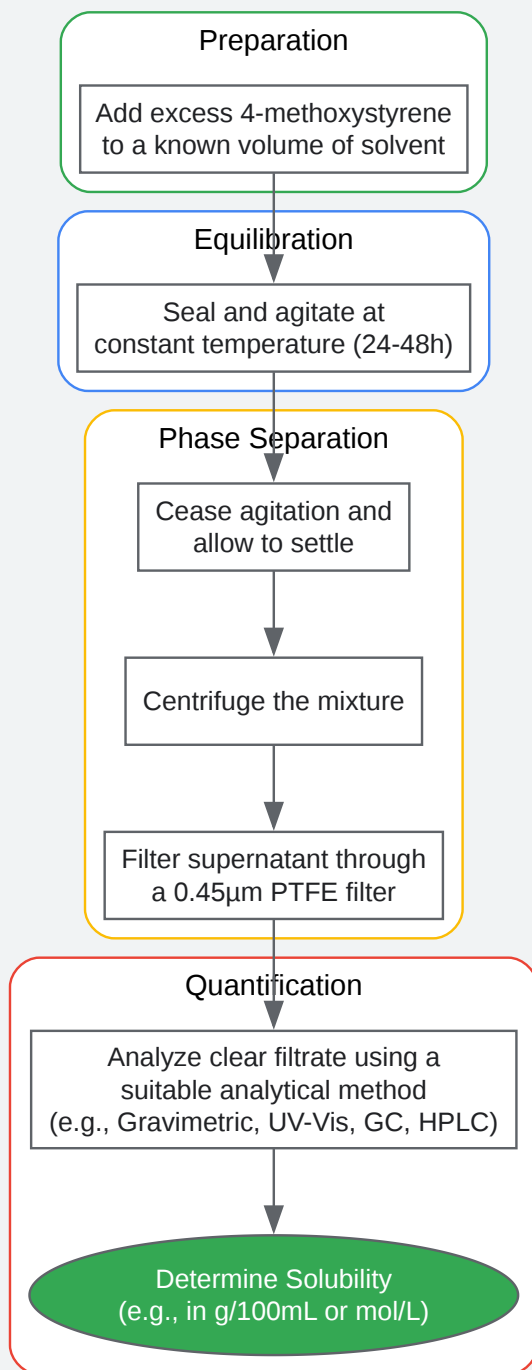 Preparation
Add excess 4-methoxystyrene
to a known volume of solvent
Equilibration
Seal and agitate at
constant temperature (24-48h)
Phase Separation
Cease agitation and
allow to settle
Centrifuge the mixture
Filter supernatant through
a 0.45µm PTFE filter
Quantification
Analyze clear filtrate using a
suitable analytical method
(e.g., Gravimetric, UV-Vis, GC, HPLC)
Determine Solubility
(e.g., in g/100mL or mol/L)